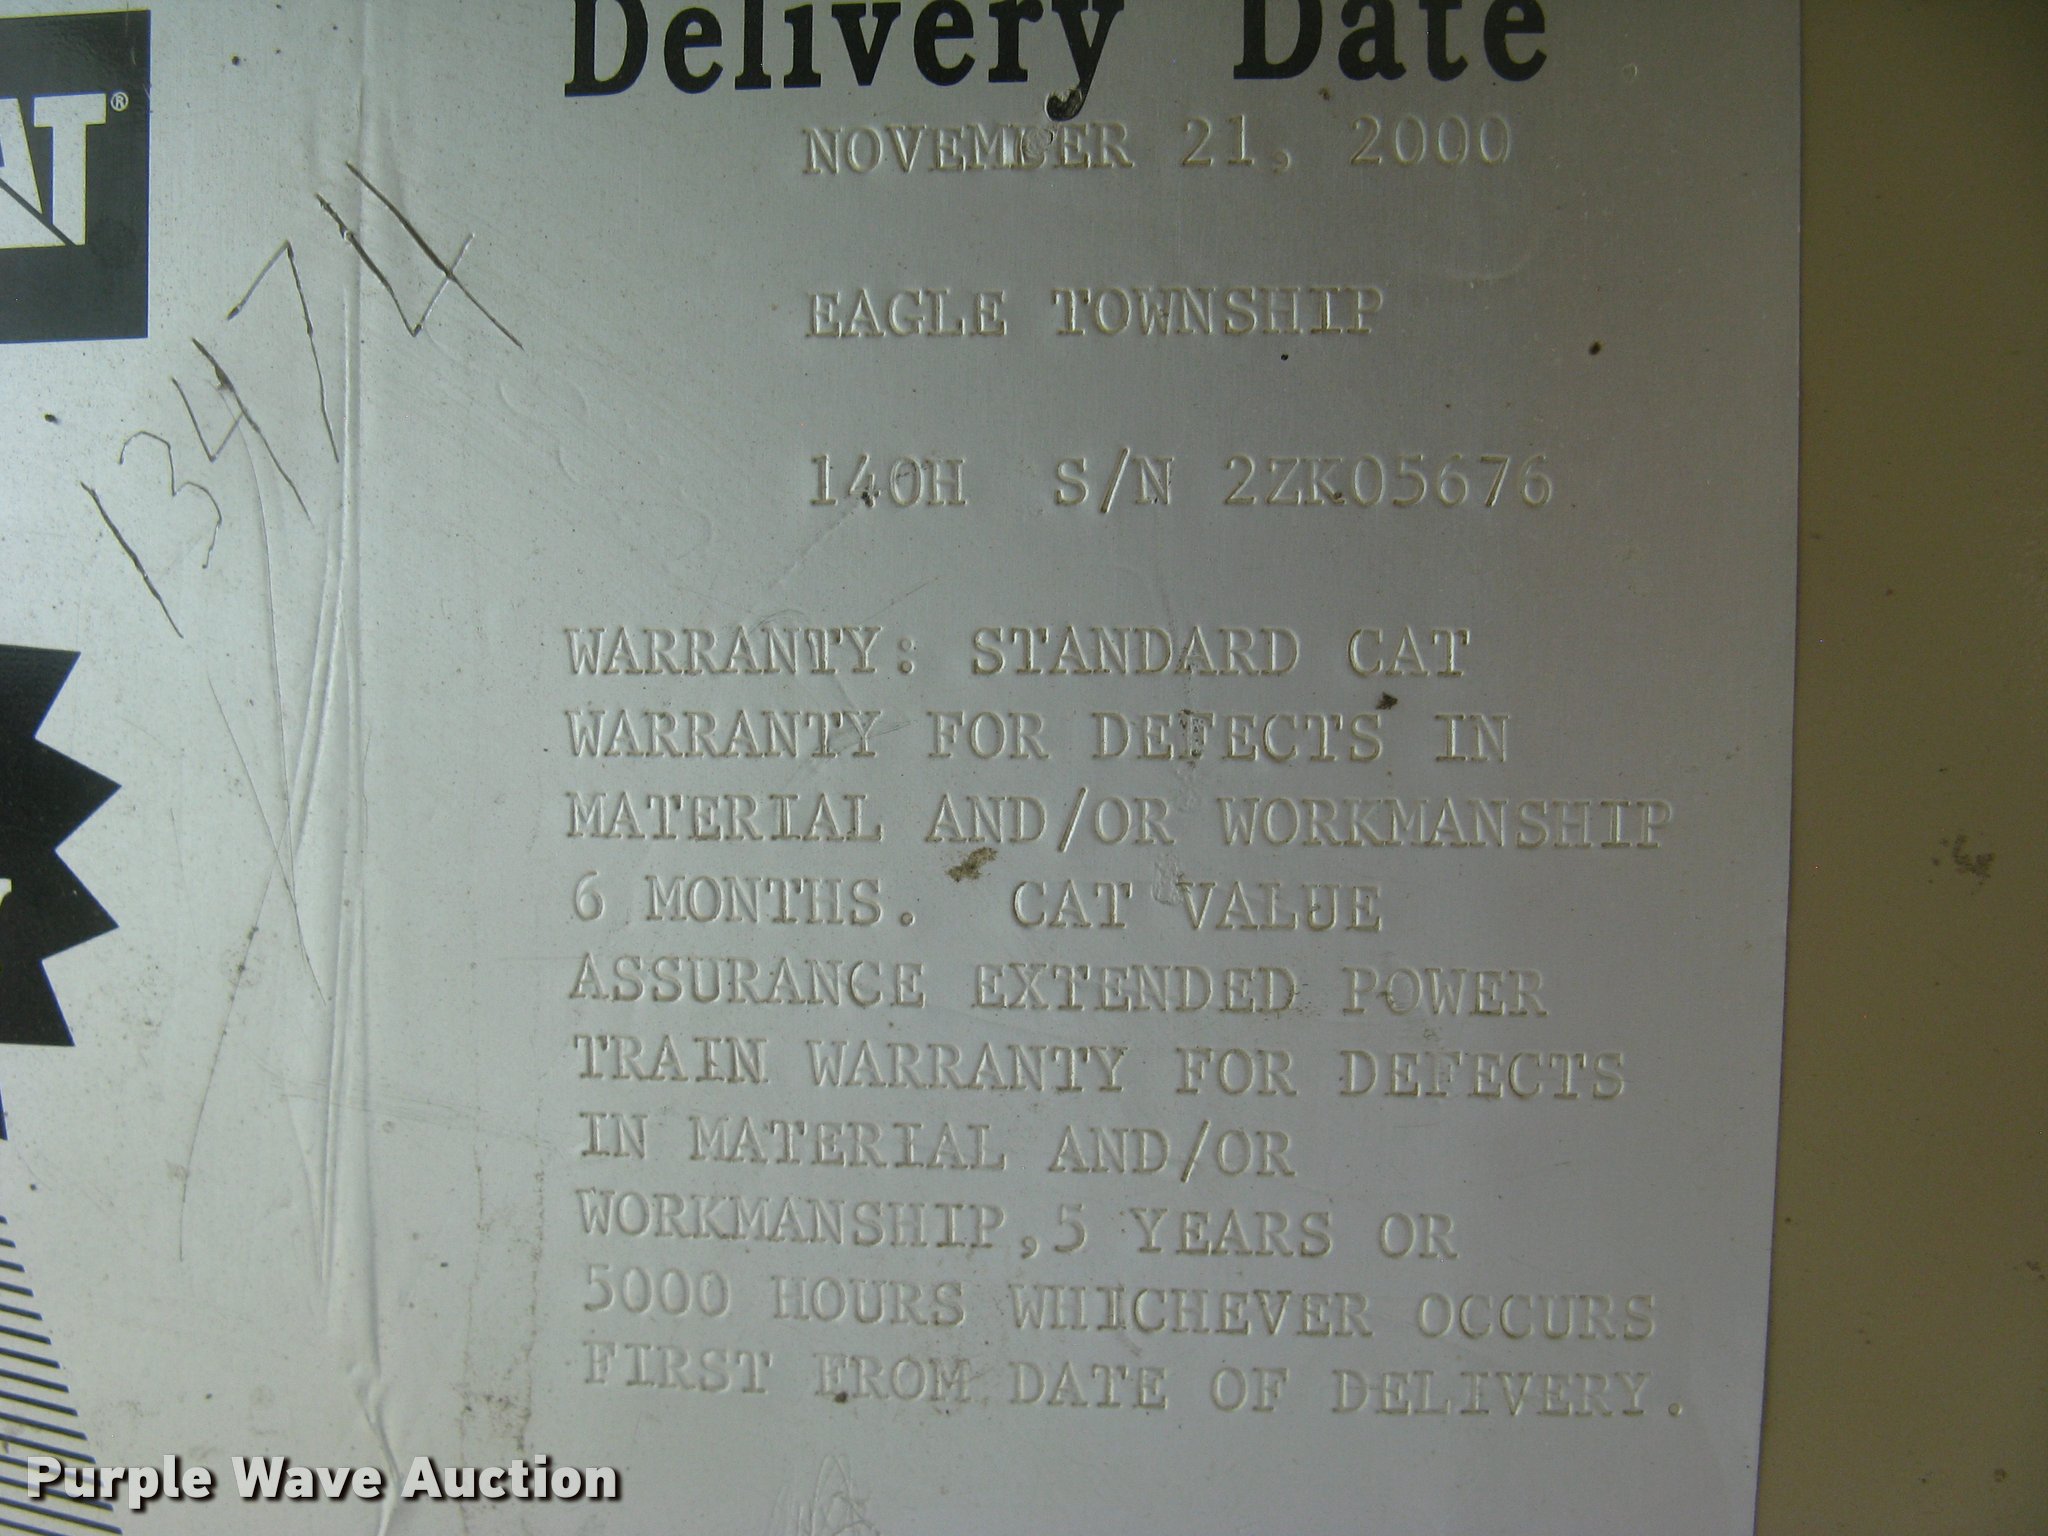 Delivery Date
AT®
NOVEMBER 21, 2000
EAGLE TOWNSHIP
13474
140H S/N 2ZK05676
WARRANTY: STANDARD CAT
WARRANTY FOR DEFECTS IN
MATERIAL AND/OR WORKMANSHIP
6 MONTHS. CAT VALUE
ASSURANCE EXTENDED POWER
TRAIN WARRANTY FOR DEFECTS
IN MATERIAL AND/OR
WORKMANSHIP,5 YEARS OR
5000 HOURS WHICHEVER OCCURS
FIRST FROM DATE OF DELIVERY.
Purple Wave Auction